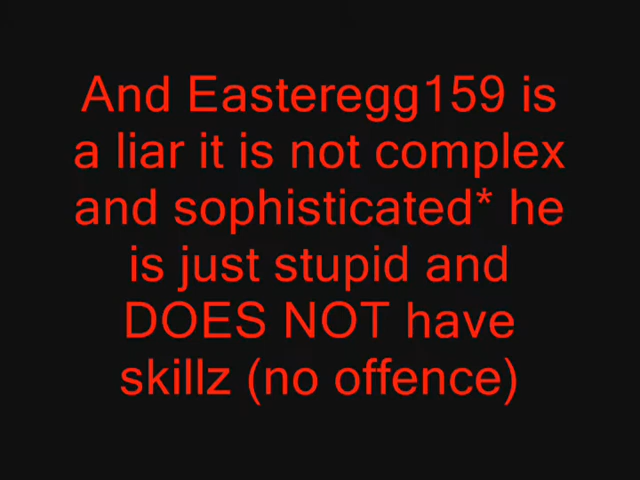 And Easteregg159 is
a liar it is not complex
and sophisticated* he
is just stupid and
DOES NOT have
skillz (no offence)